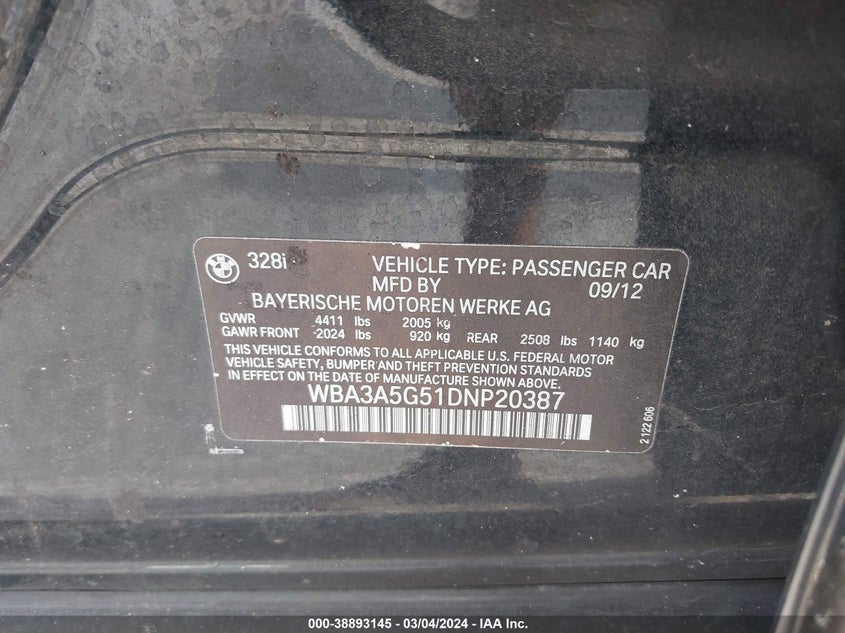 328i VEHICLE TYPE: PASSENGER CAR
MFD BY 09/12
BAYERISCHE MOTOREN WERKE AG
GVWR 4411 lbs 2005 kg
GAWR FRONT 2024 lbs 920 kg REAR 2508 lbs 1140 kg
THIS VEHICLE CONFORMS TO ALL APPLICABLE U.S. FEDERAL MOTOR
VEHICLE SAFETY, BUMPER AND THEFT PREVENTION STANDARDS
IN EFFECT ON THE DATE OF MANUFACTURE SHOWN ABOVE.
WBA3A5G51DNP20387
2 122 606
000-38893145 - 03/04/2024 - IAA Inc.